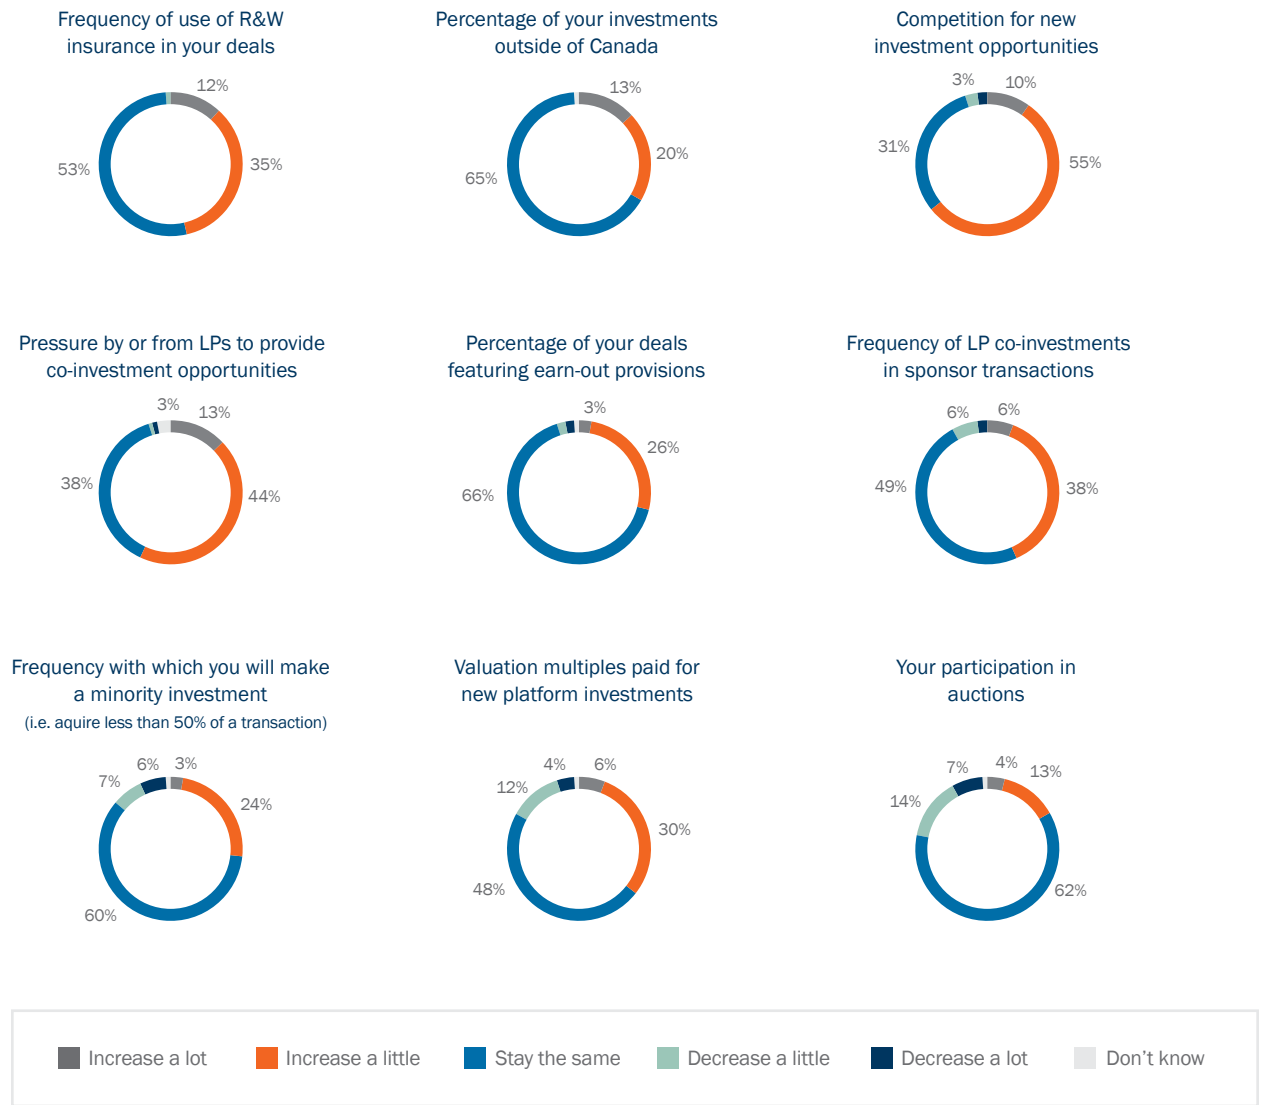 Frequency of use of R&W
insurance in your deals
12%
35%
53%
Percentage of your investments
outside of Canada
13%
20%
65%
Competition for new
investment opportunities
3%
10%
31%
55%
Pressure by or from LPs to provide
co-investment opportunities
3%
13%
38%
44%
Percentage of your deals
featuring earn-out provisions
3%
26%
66%
Frequency of LP co-investments
in sponsor transactions
6%
6%
49%
38%
Frequency with which you will make
a minority investment
(i.e. aquire less than 50% of a transaction)
6%
3%
7%
24%
60%
Valuation multiples paid for
new platform investments
4%
6%
12%
30%
48%
Your participation in
auctions
7%
4%
13%
14%
62%
Increase a lot
Increase a little
Stay the same
Decrease a little
Decrease a lot
Don't know